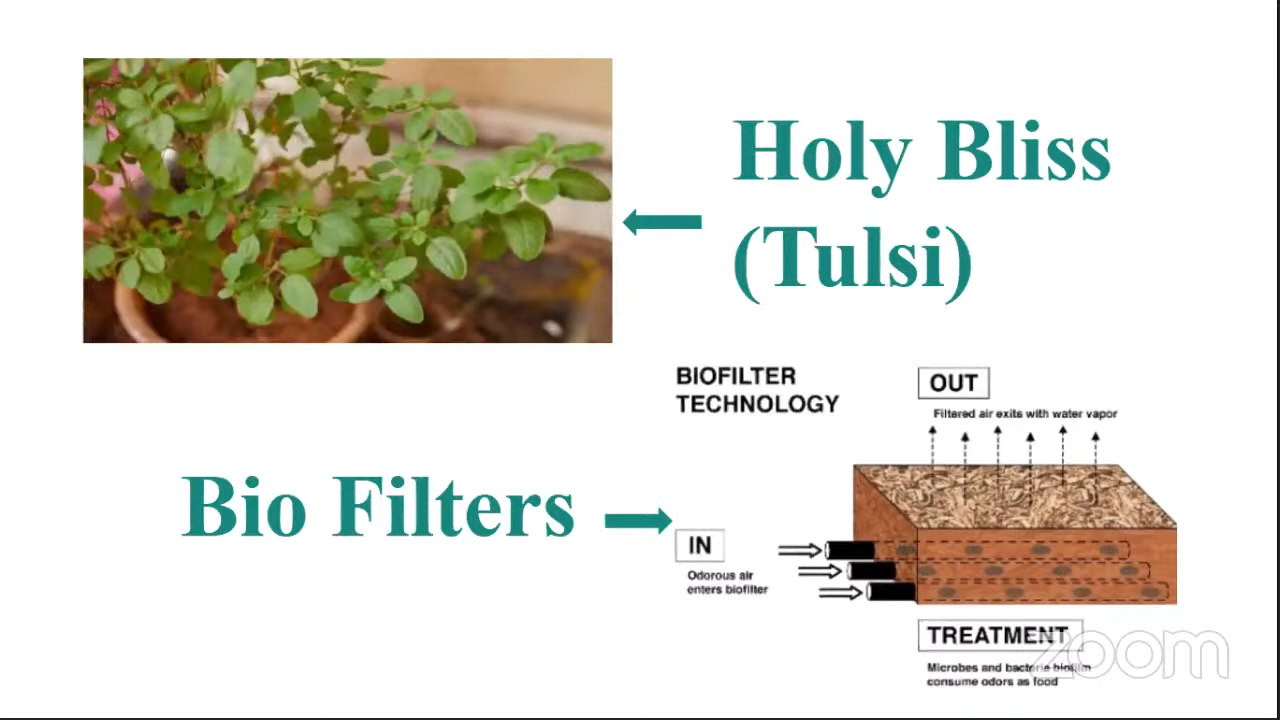 Holy Bliss
(Tulsi)
BIOFILTER
TECHNOLOGY
OUT
Filtered air exits with water vapor
Bio Filters
IN
Odorous air
enters biofilter
TREATMENT
Microbes and bacteria biofilm
consume odors as food
zoom